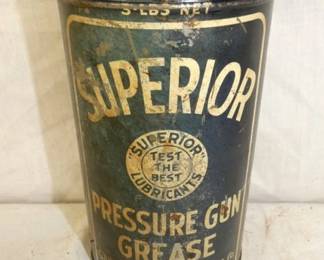 5 LBS NET
SUPERIOR
"SUPERIOR"
TEST
THE
BEST
LUBRICANTS
PRESSURE GUN
GREASE